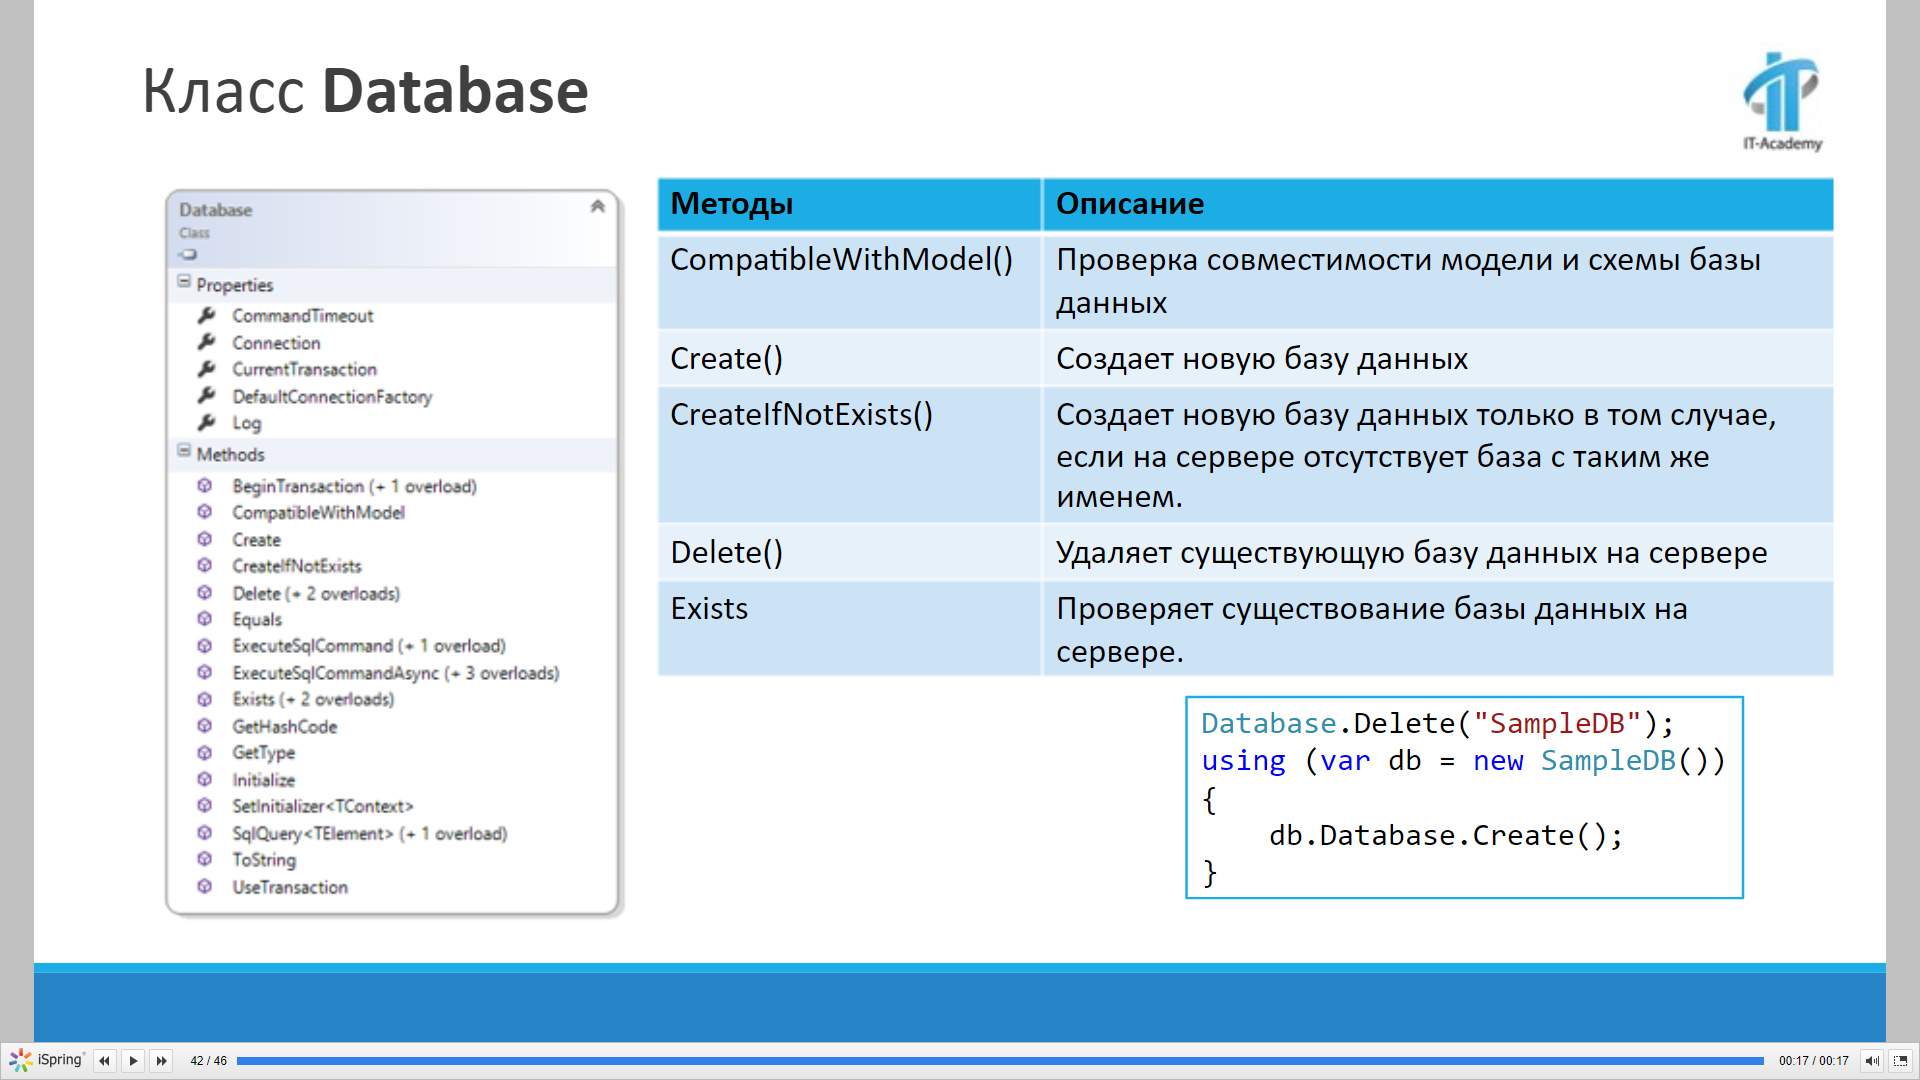 Класс Database
IT-Academy
Database
Class
Properties
CommandTimeout
Connection
CurrentTransaction
DefaultConnectionFactory
Log
Methods
BeginTransaction (+ 1 overload)
CompatibleWithModel
Create
CreateIfNotExists
Delete (+ 2 overloads)
Equals
ExecuteSqlCommand (+ 1 overload)
ExecuteSqlCommandAsync (+ 3 overloads)
Exists (+ 2 overloads)
GetHashCode
GetType
Initialize
SetInitializer<TContext>
SqlQuery<TElement> (+ 1 overload)
ToString
UseTransaction
Методы Описание
CompatibleWithModel() Проверка совместимости модели и схемы базы
данных
Create() Создает новую базу данных
CreateIfNotExists() Создает новую базу данных только в том случае,
если на сервере отсутствует база с таким же
именем.
Delete() Удаляет существующую базу данных на сервере
Exists Проверяет существование базы данных на
сервере.
Database.Delete("SampleDB");
using (var db = new SampleDB())
{
db.Database.Create();
}
iSpring 42 / 46 00:17 / 00:17